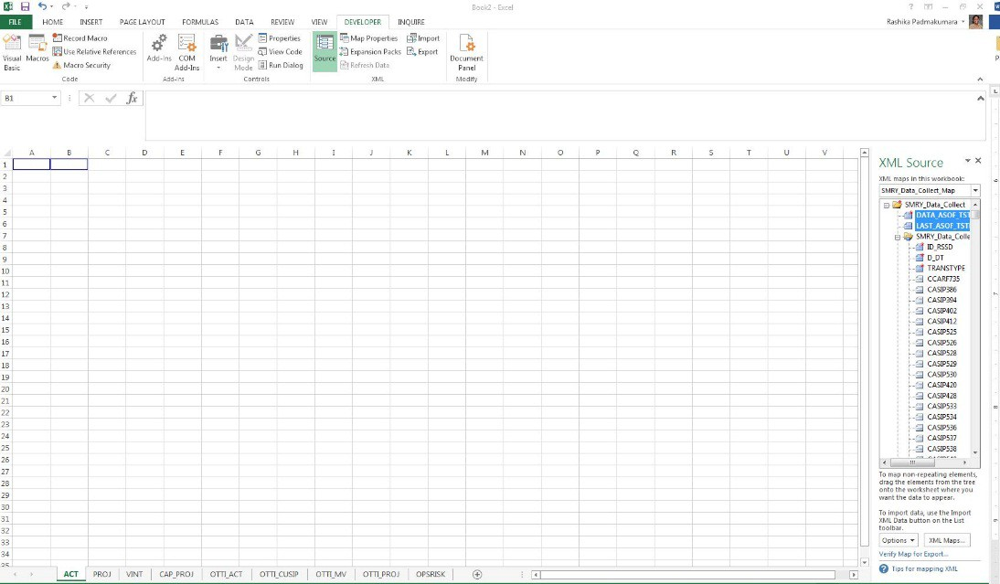 Book2 - Excel
FILE HOME INSERT PAGE LAYOUT FORMULAS DATA REVIEW VIEW DEVELOPER INQUIRE Rashika Padmakumara
Visual Basic
Macros
Record Macro
Use Relative References
Macro Security
Code
Add-Ins
COM Add-Ins
Add-Ins
Insert
Design Mode
Properties
View Code
Run Dialog
Controls
Source
Map Properties
Expansion Packs
Refresh Data
Import
Export
XML
Document Panel
Modify
B1
fx
A B C D E F G H I J K L M N O P Q R S T U V
1
2
3
4
5
6
7
8
9
10
11
12
13
14
15
16
17
18
19
20
21
22
23
24
25
26
27
28
29
30
31
32
33
34
35
XML Source
XML maps in this workbook:
SMRY_Data_Collect_Map
SMRY_Data_Collect
DATA_ASOF_TST
LAST_ASOF_TST
SMRY_Data_Colle
ID_RSSD
D_DT
TRANSTYPE
CCARF735
CASIP386
CASIP394
CASIP402
CASIP412
CASIP525
CASIP526
CASIP528
CASIP529
CASIP530
CASIP420
CASIP428
CASIP533
CASIP534
CASIP536
CASIP537
CASIP538
To map non-repeating elements,
drag the elements from the tree
onto the worksheet where you
want the data to appear.
To import data, use the Import
XML Data button on the List
toolbar.
Options XML Maps...
Verify Map for Export...
Tips for mapping XML
ACT PROJ VINT CAP_PROJ OTTI_ACT OTTI_CUSIP OTTI_MV OTTI_PROJ OPSRISK